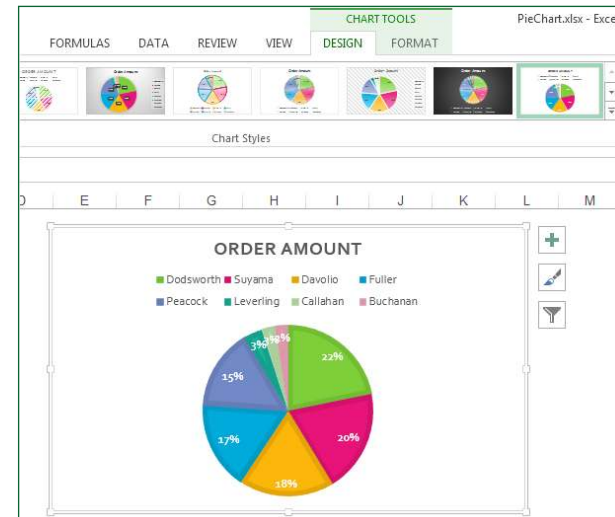 CHART TOOLS PieChart.xlsx - Exce
FORMULAS DATA REVIEW VIEW DESIGN FORMAT
Chart Styles
E F G H I J K L M
ORDER AMOUNT
Dodsworth Suyama Davolio Fuller
Peacock Leverling Callahan Buchanan
3% 3%
22%
15%
20%
17%
18%